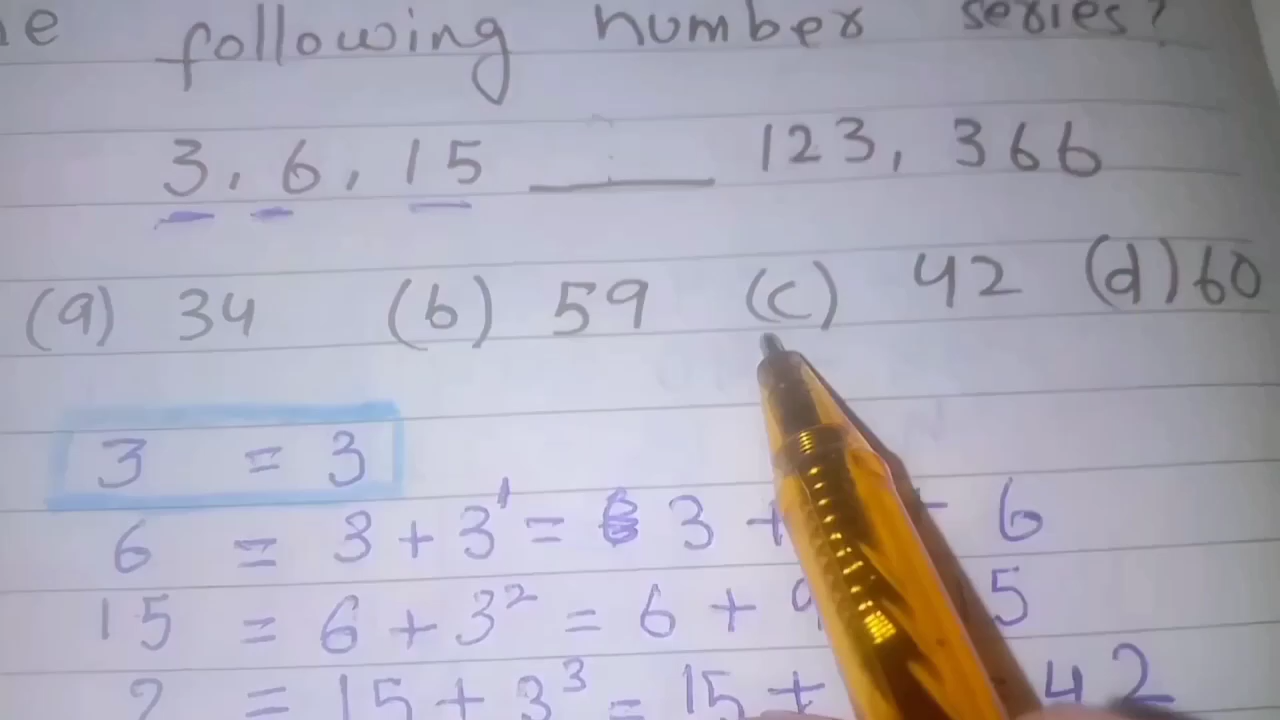 following number series?
3, 6, 15 ____ 123, 366
(a) 34 (b) 59 (c) 42 (d) 60
3 = 3
6 = 3 + 3¹ = 3 + 6
15 = 6 + 3² = 6 + 9 5
? = 15 + 3³ = 15 + 42